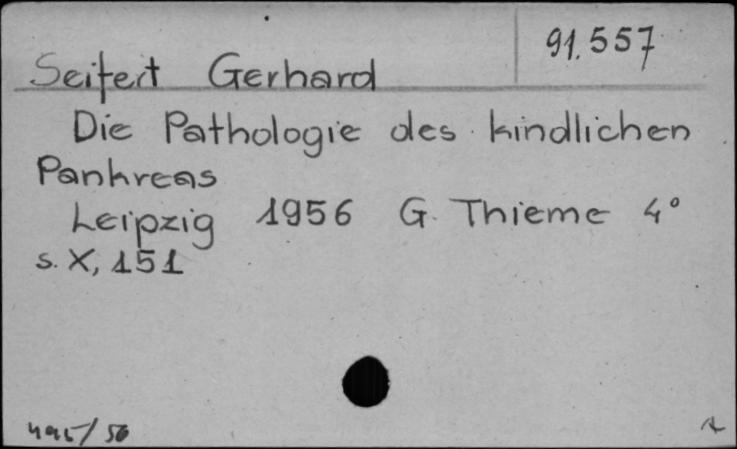 91.557
Seifert Gerhard
Die Pathologie des kindlichen
Pankreas
Leipzig 1956 G. Thieme 4°
s. X, 151